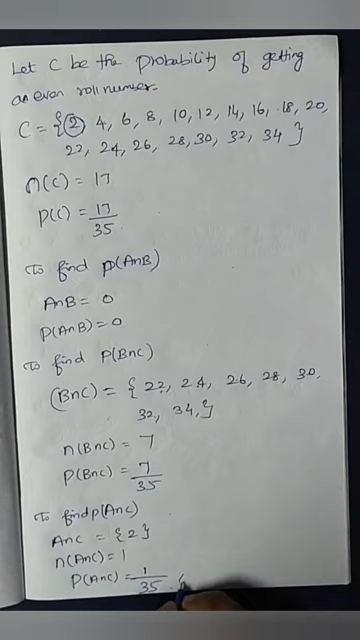 Let C be the probability of getting
an even roll number.
C = {2, 4, 6, 8, 10, 12, 14, 16, 18, 20,
22, 24, 26, 28, 30, 32, 34}
n(C) = 17
P(C) = 17/35
To find P(A∩B)
A∩B = 0
P(A∩B) = 0
To find P(B∩C)
(B∩C) = {22, 24, 26, 28, 30,
32, 34,}
n(B∩C) = 7
P(B∩C) = 7/35
To find P(A∩C)
A∩C = {2}
n(A∩C) = 1
P(A∩C) = 1/35